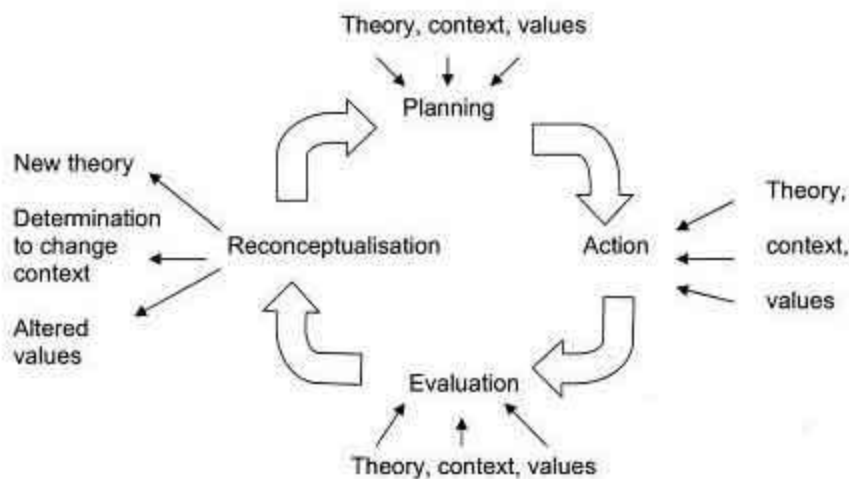 Theory, context, values
Planning
New theory
Theory,
Determination
to change
context
Reconceptualisation
Action
context,
values
Altered
values
Evaluation
Theory, context, values